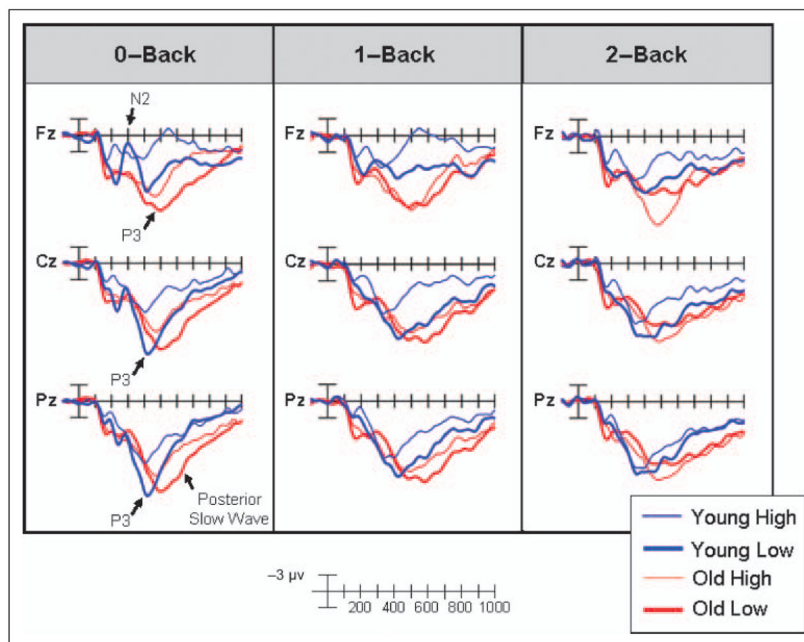 0–Back
1–Back
2–Back
N2
Fz
Fz
Fz
P3
Cz
Cz
Cz
P3
Pz
Pz
Pz
P3
Posterior
Slow Wave
Young High
Young Low
Old High
Old Low
–3 μv
200 400 600 800 1000